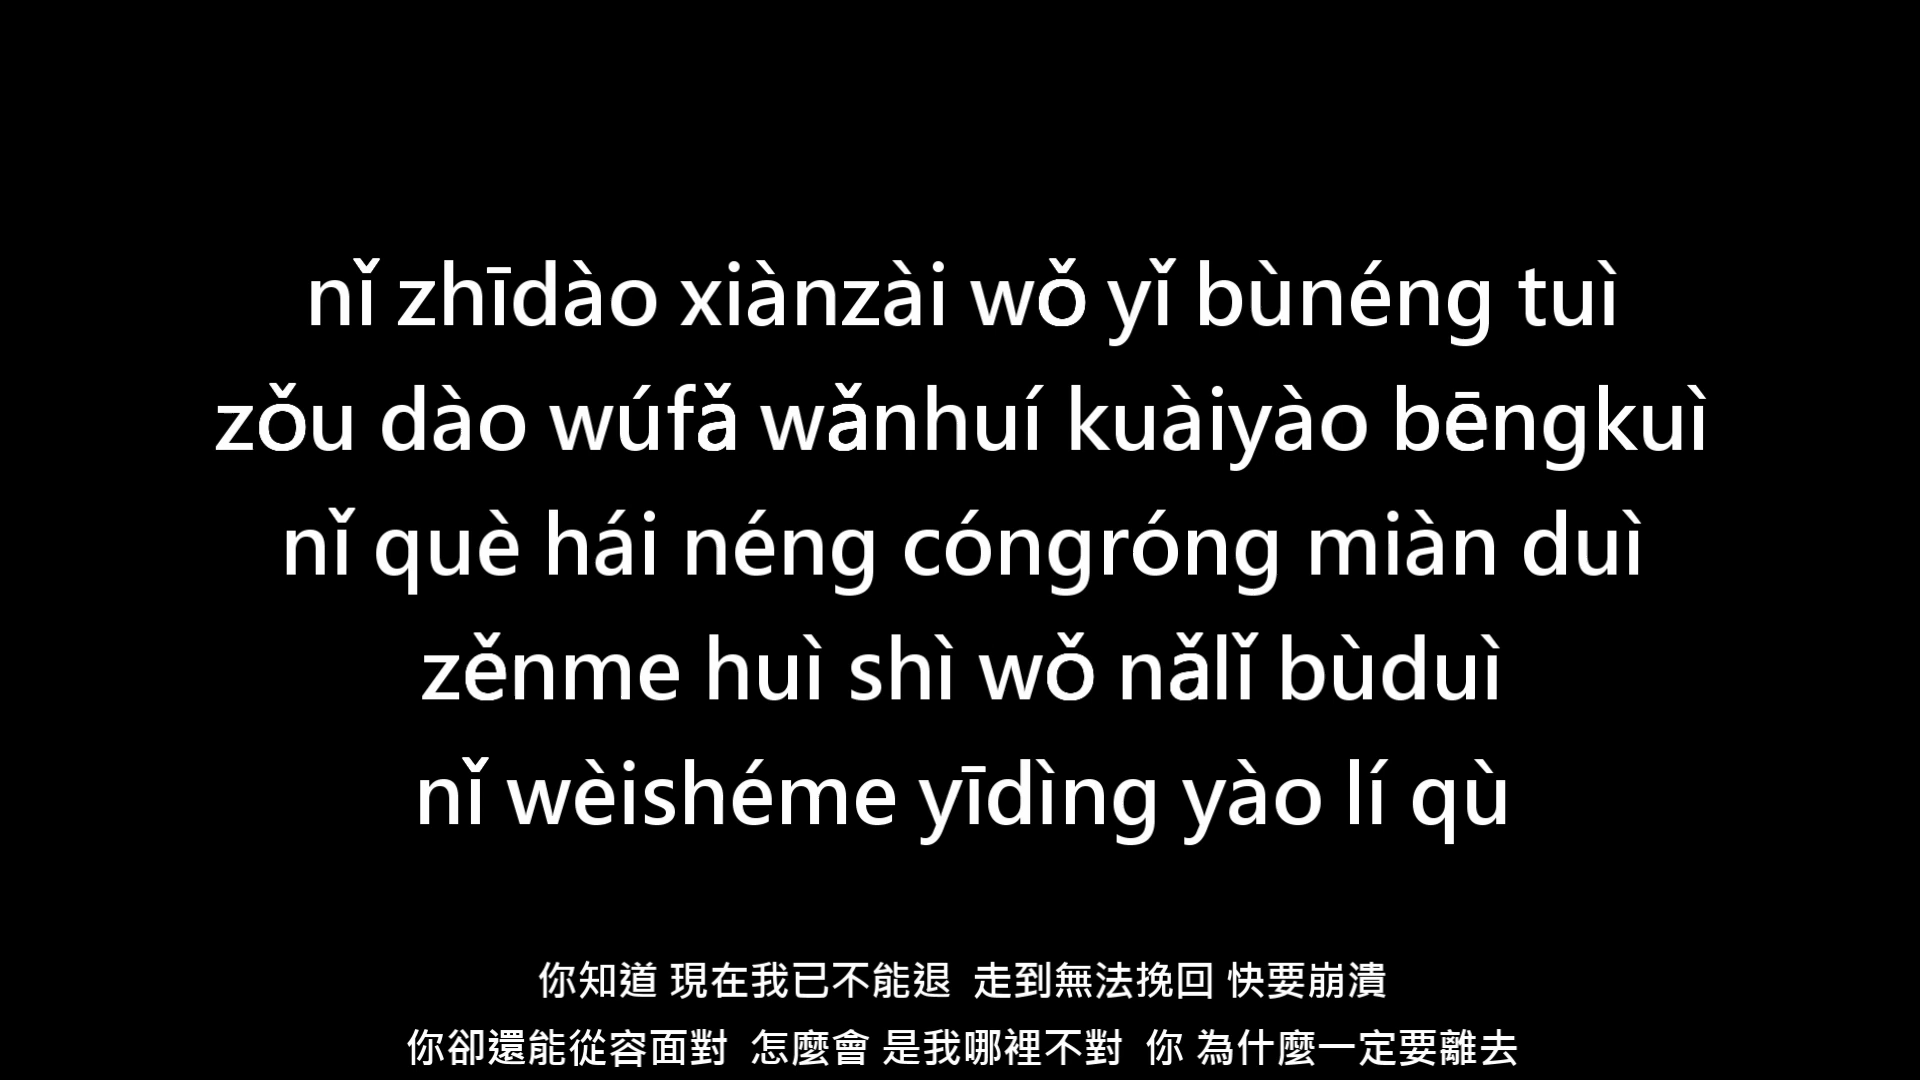 nǐ zhīdào xiànzài wǒ yǐ bùnéng tuì
zǒu dào wúfǎ wǎnhuí kuàiyào bēngkuì
nǐ què hái néng cóngróng miàn duì
zěnme huì shì wǒ nǎlǐ bùduì
nǐ wèishéme yīdìng yào lí qù
你知道 現在我已不能退 走到無法挽回 快要崩潰
你卻還能從容面對 怎麼會 是我哪裡不對 你 為什麼一定要離去